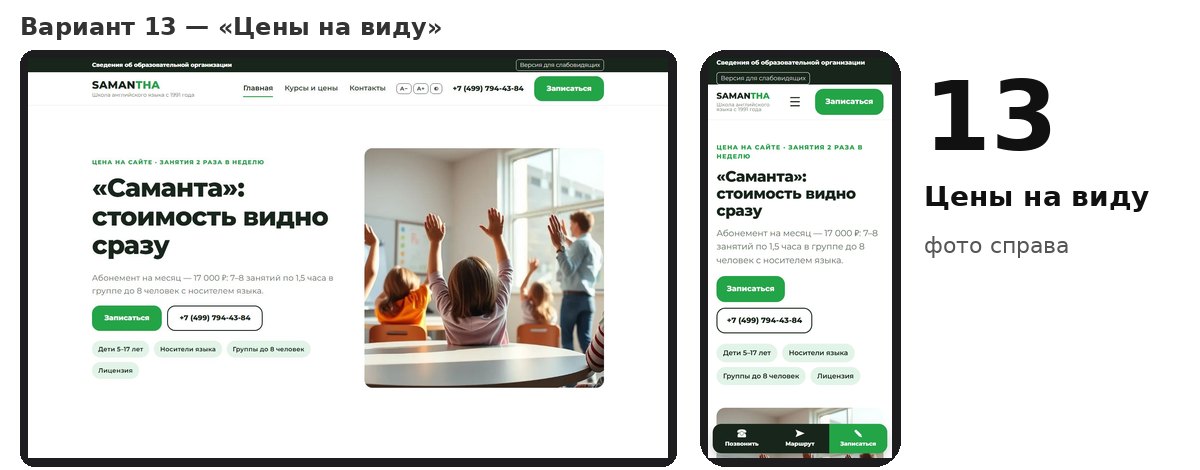 Вариант 13 — «Цены на виду»
Сведения об образовательной организации
Версия для слабовидящих
SAMANTHA
Школа английского языка с 1991 года
Главная
Курсы и цены
Контакты
А−
А+
+7 (499) 794-43-84
Записаться
ЦЕНА НА САЙТЕ · ЗАНЯТИЯ 2 РАЗА В НЕДЕЛЮ
«Саманта»:
стоимость видно
сразу
Абонемент на месяц — 17 000 ₽: 7–8 занятий по 1,5 часа в
группе до 8 человек с носителем языка.
Записаться
+7 (499) 794-43-84
Дети 5–17 лет
Носители языка
Группы до 8 человек
Лицензия
Сведения об образовательной организации
Версия для слабовидящих
SAMANTHA
Школа английского
языка с 1991 года
Записаться
ЦЕНА НА САЙТЕ · ЗАНЯТИЯ 2 РАЗА В
НЕДЕЛЮ
«Саманта»:
стоимость видно
сразу
Абонемент на месяц — 17 000 ₽: 7–8
занятий по 1,5 часа в группе до 8
человек с носителем языка.
Записаться
+7 (499) 794-43-84
Дети 5–17 лет
Носители языка
Группы до 8 человек
Лицензия
Позвонить
Маршрут
Записаться
13
Цены на виду
фото справа